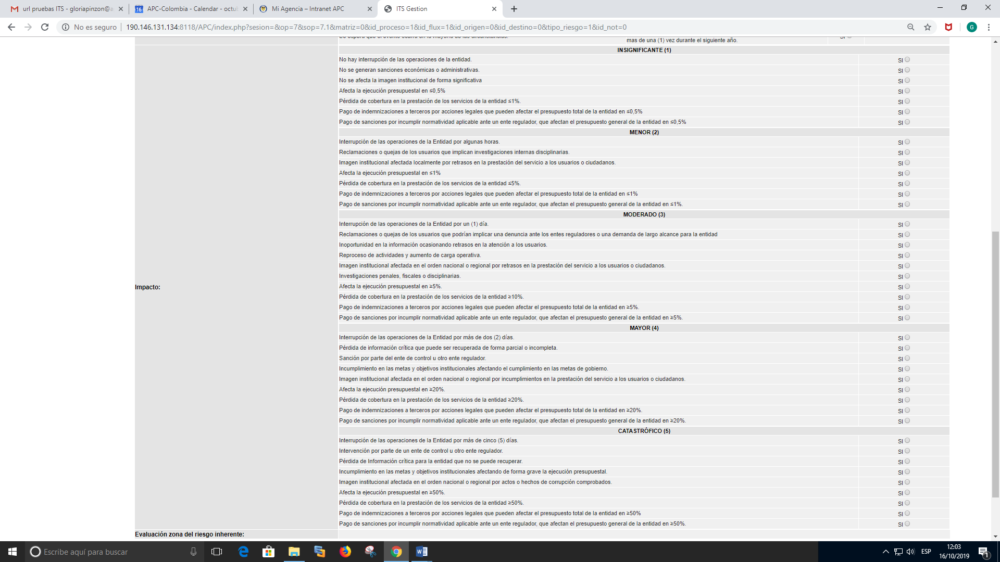 url pruebas ITS - gloriapinzon@a
16 APC-Colombia - Calendar - octub
Mi Agencia – Intranet APC
ITS Gestion
No es seguro | 190.146.131.134:8118/APC/index.php?sesion=&op=7&sop=7.1&matriz=0&id_proceso=1&id_flux=1&id_origen=0&id_destino=0&tipo_riesgo=1&id_not=0
G
Se espera que el evento ocurra en la mayoría de las circunstancias.
mas de una (1) vez durante el siguiente año.
SI
Impacto:
INSIGNIFICANTE (1)
No hay interrupción de las operaciones de la entidad. SI
No se generan sanciones económicas o administrativas. SI
No se afecta la imagen institucional de forma significativa SI
Afecta la ejecución presupuestal en ≤0,5% SI
Pérdida de cobertura en la prestación de los servicios de la entidad ≤1%. SI
Pago de indemnizaciones a terceros por acciones legales que pueden afectar el presupuesto total de la entidad en ≤0,5% SI
Pago de sanciones por incumplir normatividad aplicable ante un ente regulador, que afectan el presupuesto general de la entidad en ≤0,5% SI
MENOR (2)
Interrupción de las operaciones de la Entidad por algunas horas. SI
Reclamaciones o quejas de los usuarios que implican investigaciones internas disciplinarias. SI
Imagen institucional afectada localmente por retrasos en la prestación del servicio a los usuarios o ciudadanos. SI
Afecta la ejecución presupuestal en ≤1% SI
Pérdida de cobertura en la prestación de los servicios de la entidad ≤5%. SI
Pago de indemnizaciones a terceros por acciones legales que pueden afectar el presupuesto total de la entidad en ≤1% SI
Pago de sanciones por incumplir normatividad aplicable ante un ente regulador, que afectan el presupuesto general de la entidad en ≤1%. SI
MODERADO (3)
Interrupción de las operaciones de la Entidad por un (1) día. SI
Reclamaciones o quejas de los usuarios que podrían implicar una denuncia ante los entes reguladores o una demanda de largo alcance para la entidad SI
Inoportunidad en la información ocasionando retrasos en la atención a los usuarios. SI
Reproceso de actividades y aumento de carga operativa. SI
Imagen institucional afectada en el orden nacional o regional por retrasos en la prestación del servicio a los usuarios o ciudadanos. SI
Investigaciones penales, fiscales o disciplinarias. SI
Afecta la ejecución presupuestal en ≥5%. SI
Pérdida de cobertura en la prestación de los servicios de la entidad ≥10%. SI
Pago de indemnizaciones a terceros por acciones legales que pueden afectar el presupuesto total de la entidad en ≥5%. SI
Pago de sanciones por incumplir normatividad aplicable ante un ente regulador, que afectan el presupuesto general de la entidad en ≥5%. SI
MAYOR (4)
Interrupción de las operaciones de la Entidad por más de dos (2) días. SI
Pérdida de información crítica que puede ser recuperada de forma parcial o incompleta. SI
Sanción por parte del ente de control u otro ente regulador. SI
Incumplimiento en las metas y objetivos institucionales afectando el cumplimiento en las metas de gobierno. SI
Imagen institucional afectada en el orden nacional o regional por incumplimientos en la prestación del servicio a los usuarios o ciudadanos. SI
Afecta la ejecución presupuestal en ≥20%. SI
Pérdida de cobertura en la prestación de los servicios de la entidad ≥20%. SI
Pago de indemnizaciones a terceros por acciones legales que pueden afectar el presupuesto total de la entidad en ≥20%. SI
Pago de sanciones por incumplir normatividad aplicable ante un ente regulador, que afectan el presupuesto general de la entidad en ≥20%. SI
CATASTRÓFICO (5)
Interrupción de las operaciones de la Entidad por más de cinco (5) días. SI
Intervención por parte de un ente de control u otro ente regulador. SI
Pérdida de Información crítica para la entidad que no se puede recuperar. SI
Incumplimiento en las metas y objetivos institucionales afectando de forma grave la ejecución presupuestal. SI
Imagen institucional afectada en el orden nacional o regional por actos o hechos de corrupción comprobados. SI
Afecta la ejecución presupuestal en ≥50%. SI
Pérdida de cobertura en la prestación de los servicios de la entidad ≥50%. SI
Pago de indemnizaciones a terceros por acciones legales que pueden afectar el presupuesto total de la entidad en ≥50% SI
Pago de sanciones por incumplir normatividad aplicable ante un ente regulador, que afectan el presupuesto general de la entidad en ≥50%. SI
Evaluación zona del riesgo inherente:
Escribe aquí para buscar
ESP
12:03
16/10/2019
1